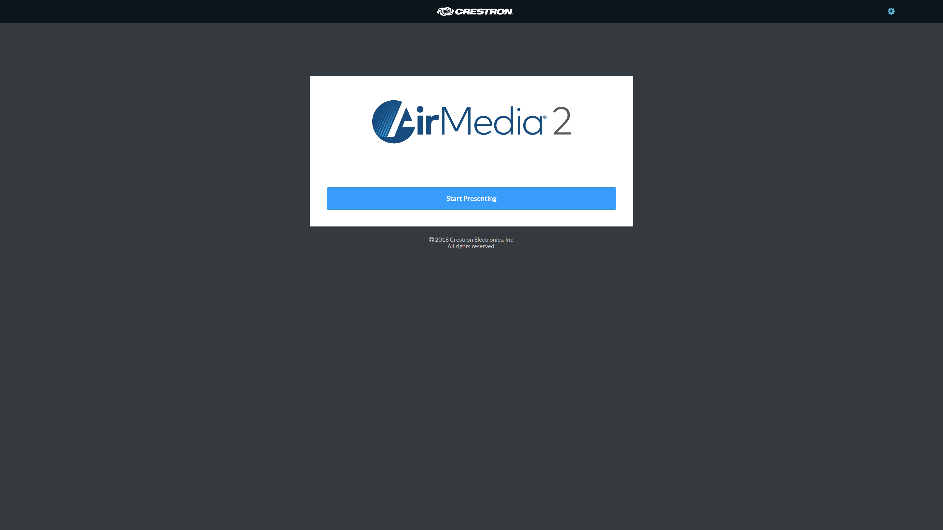 CRESTRON
AirMedia® 2
Start Presenting
© 2018 Crestron Electronics, Inc.
All rights reserved.